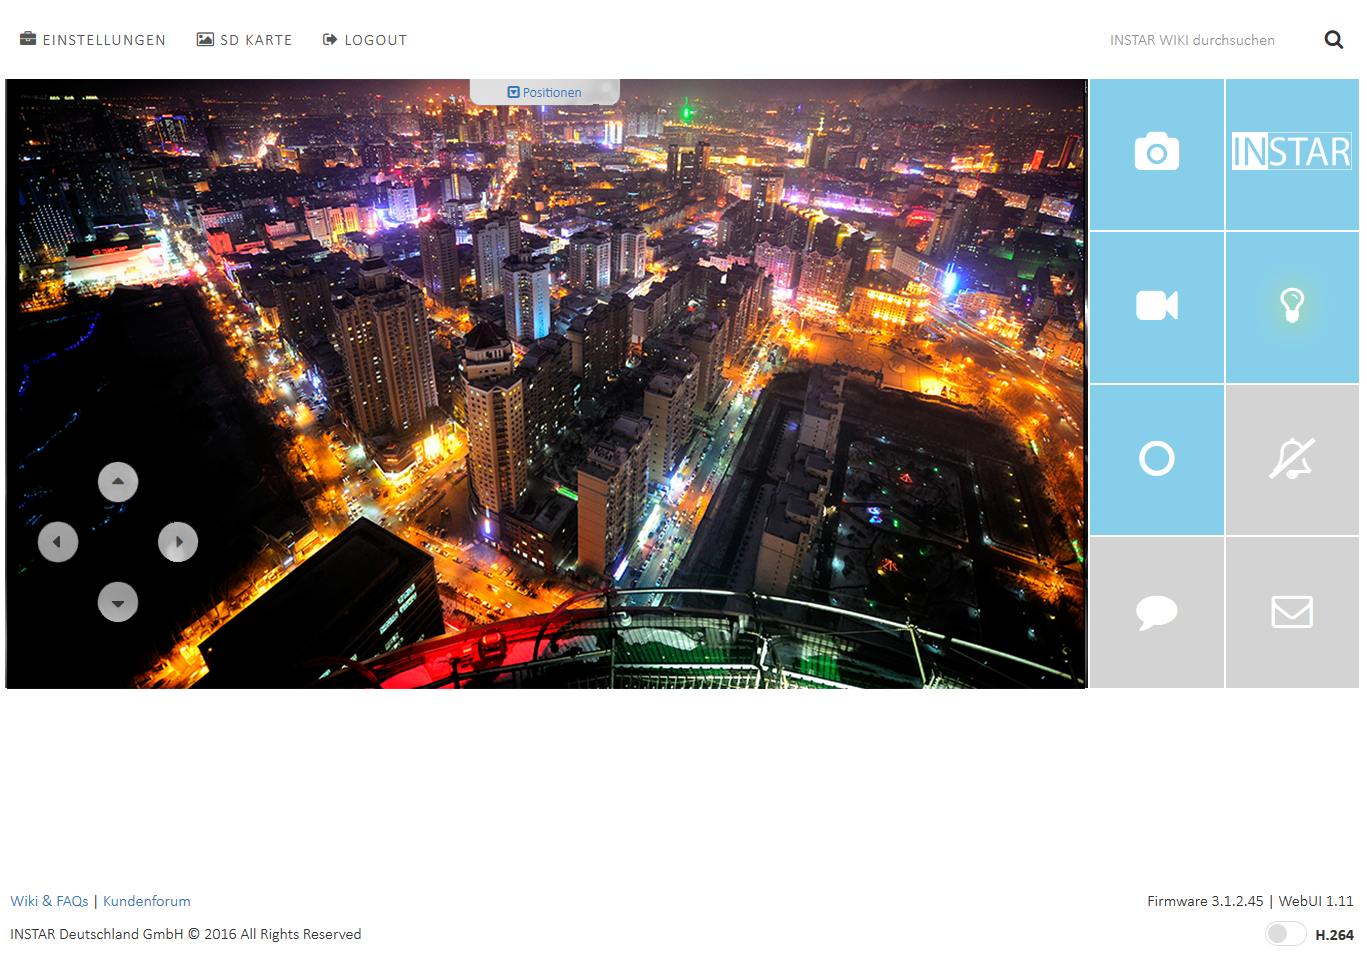 EINSTELLUNGEN SD KARTE LOGOUT INSTAR WIKI durchsuchen
Positionen
INSTAR
Wiki & FAQs | Kundenforum
Firmware 3.1.2.45 | WebUI 1.11
INSTAR Deutschland GmbH © 2016 All Rights Reserved
H.264